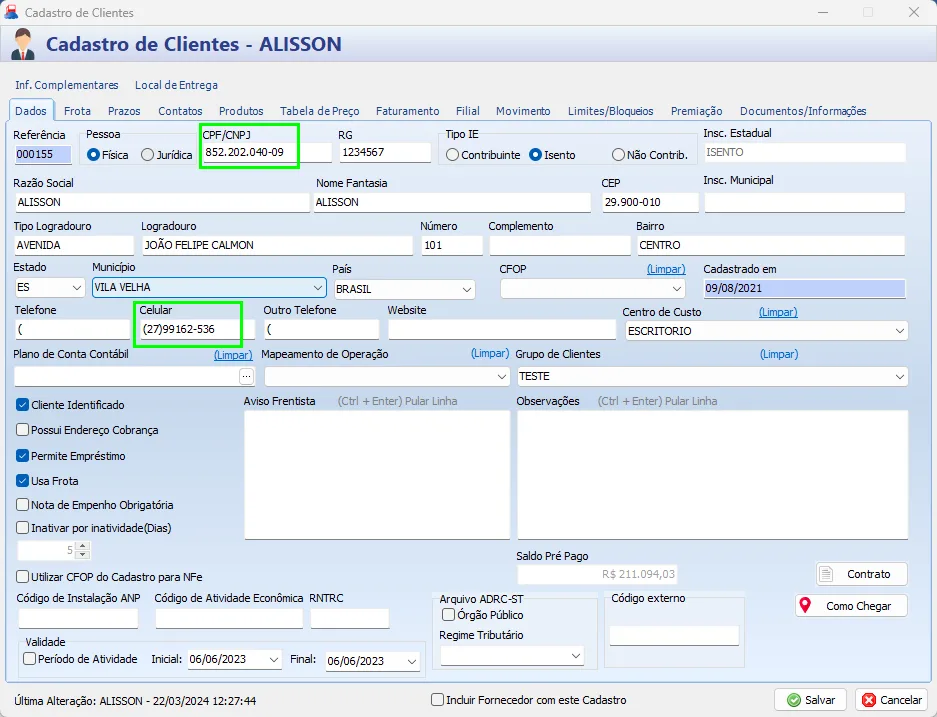 Cadastro de Clientes
Cadastro de Clientes - ALISSON
Inf. Complementares Local de Entrega
Dados Frota Prazos Contatos Produtos Tabela de Preço Faturamento Filial Movimento Limites/Bloqueios Premiação Documentos/Informações
Referência Pessoa CPF/CNPJ RG Tipo IE Insc. Estadual
000155 Física Jurídica 852.202.040-09 1234567 Contribuinte Isento Não Contrib. ISENTO
Razão Social Nome Fantasia CEP Insc. Municipal
ALISSON ALISSON 29.900-010
Tipo Logradouro Logradouro Número Complemento Bairro
AVENIDA JOÃO FELIPE CALMON 101 CENTRO
Estado Município País CFOP (Limpar) Cadastrado em
ES VILA VELHA BRASIL 09/08/2021
Telefone Celular Outro Telefone Website Centro de Custo (Limpar)
( (27)99162-536 ( ESCRITORIO
Plano de Conta Contábil (Limpar) Mapeamento de Operação (Limpar) Grupo de Clientes (Limpar)
... TESTE
Cliente Identificado Aviso Frentista (Ctrl + Enter) Pular Linha Observações (Ctrl + Enter) Pular Linha
Possui Endereço Cobrança
Permite Empréstimo
Usa Frota
Nota de Empenho Obrigatória
Inativar por inatividade(Dias)
5
Saldo Pré Pago
R$ 211.094,03
Contrato
Utilizar CFOP do Cadastro para NFe
Código de Instalação ANP Código de Atividade Econômica RNTRC Arquivo ADRC-ST Código externo
Como Chegar
Órgão Público
Regime Tributário
Validade
Período de Atividade Inicial: 06/06/2023 Final: 06/06/2023
Última Alteração: ALISSON - 22/03/2024 12:27:44 Incluir Fornecedor com este Cadastro Salvar Cancelar